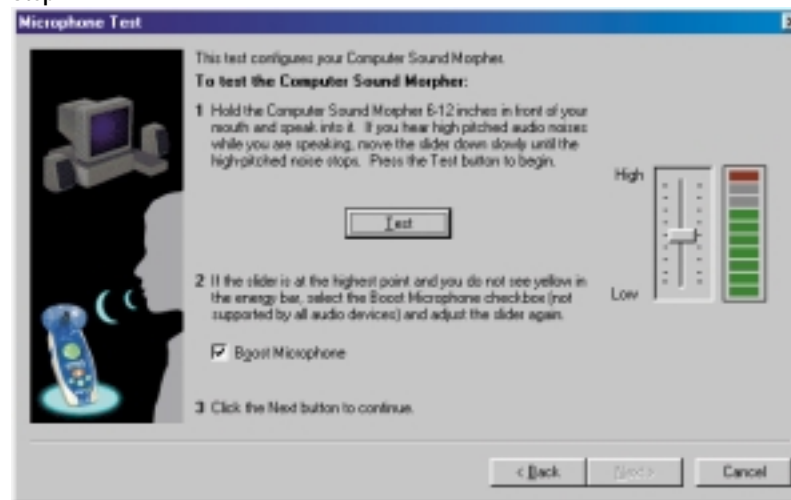 Microphone Test
This test configures your Computer Sound Morpher.
To test the Computer Sound Morpher:
1 Hold the Computer Sound Morpher 6-12 inches in front of your
mouth and speak into it. If you hear high pitched audio noises
while you are speaking, move the slider down slowly until the
high-pitched noise stops. Press the Test button to begin.
High
Test
2 If the slider is at the highest point and you do not see yellow in
the energy bar, select the Boost Microphone checkbox (not
supported by all audio devices) and adjust the slider again.
Low
Boost Microphone
3 Click the Next button to continue.
< Back Next > Cancel